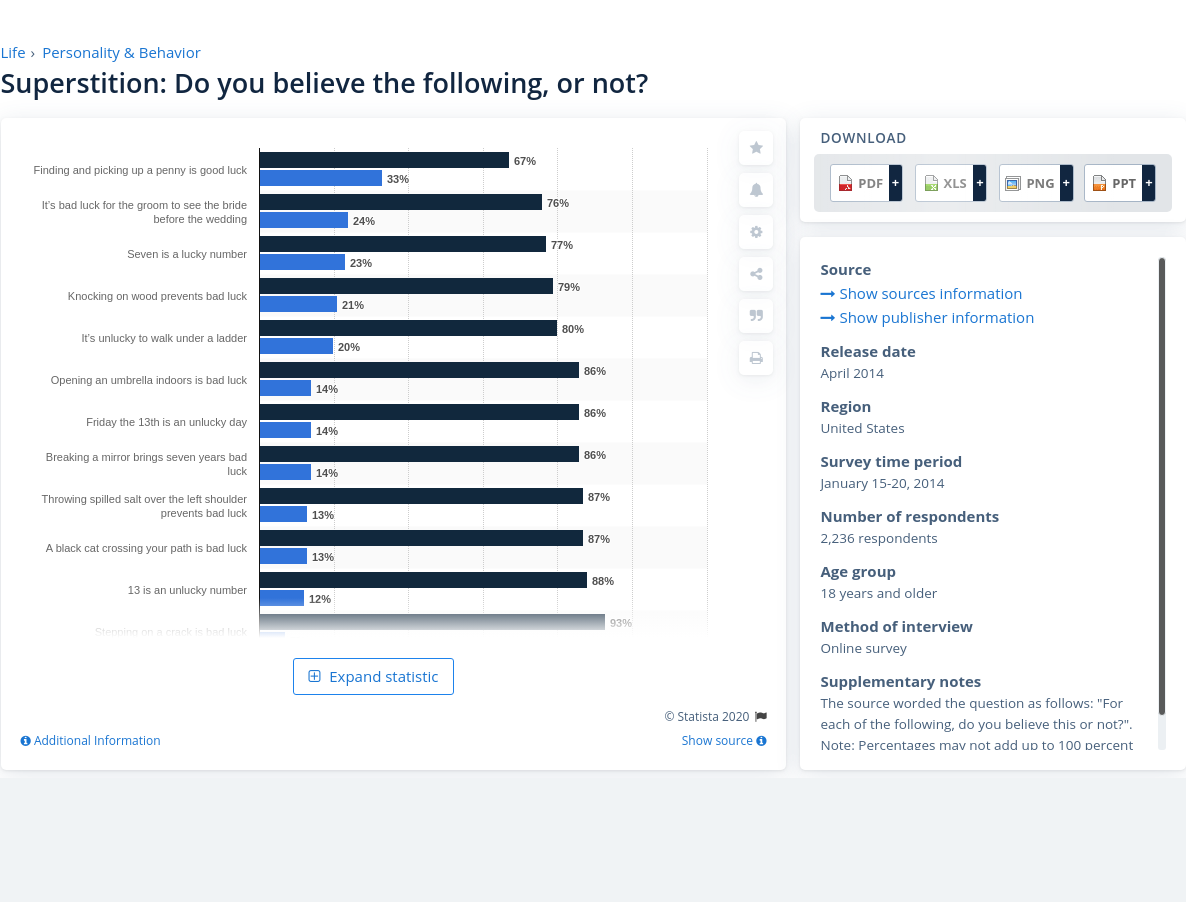 Life › Personality & Behavior
Superstition: Do you believe the following, or not?
Finding and picking up a penny is good luck
67%
33%
It's bad luck for the groom to see the bride
before the wedding
76%
24%
Seven is a lucky number
77%
23%
Knocking on wood prevents bad luck
79%
21%
It's unlucky to walk under a ladder
80%
20%
Opening an umbrella indoors is bad luck
86%
14%
Friday the 13th is an unlucky day
86%
14%
Breaking a mirror brings seven years bad
luck
86%
14%
Throwing spilled salt over the left shoulder
prevents bad luck
87%
13%
A black cat crossing your path is bad luck
87%
13%
13 is an unlucky number
88%
12%
Stepping on a crack is bad luck
93%
Expand statistic
© Statista 2020
Additional Information
Show source
DOWNLOAD
PDF + XLS + PNG + PPT +
Source
Show sources information
Show publisher information
Release date
April 2014
Region
United States
Survey time period
January 15-20, 2014
Number of respondents
2,236 respondents
Age group
18 years and older
Method of interview
Online survey
Supplementary notes
The source worded the question as follows: "For
each of the following, do you believe this or not?".
Note: Percentages may not add up to 100 percent